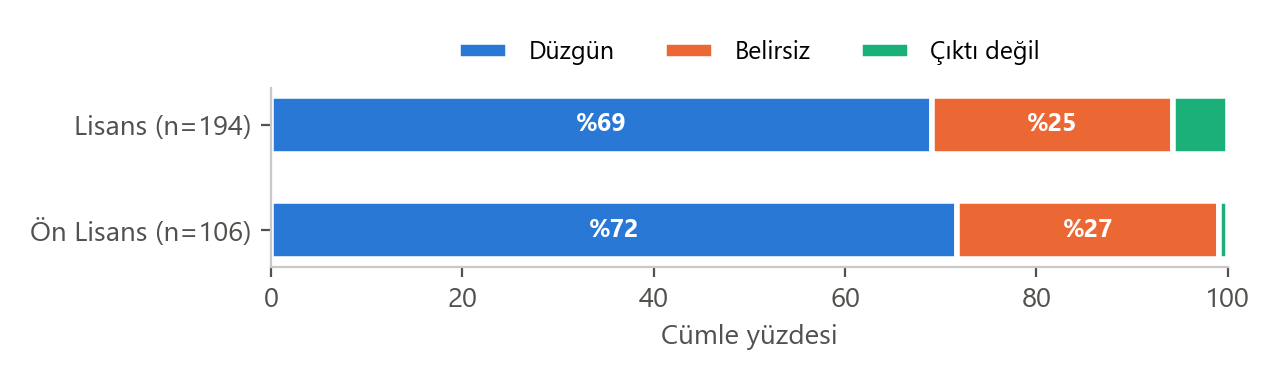 Düzgün Belirsiz Çıktı değil
Lisans (n=194) %69 %25
Ön Lisans (n=106) %72 %27
0 20 40 60 80 100
Cümle yüzdesi